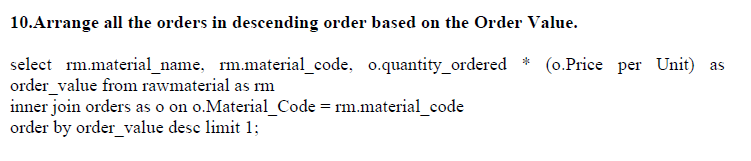 10.Arrange all the orders in descending order based on the Order Value.
select rm.material_name, rm.material_code, o.quantity_ordered * (o.Price per Unit) as
order_value from rawmaterial as rm
inner join orders as o on o.Material_Code = rm.material_code
order by order_value desc limit 1;